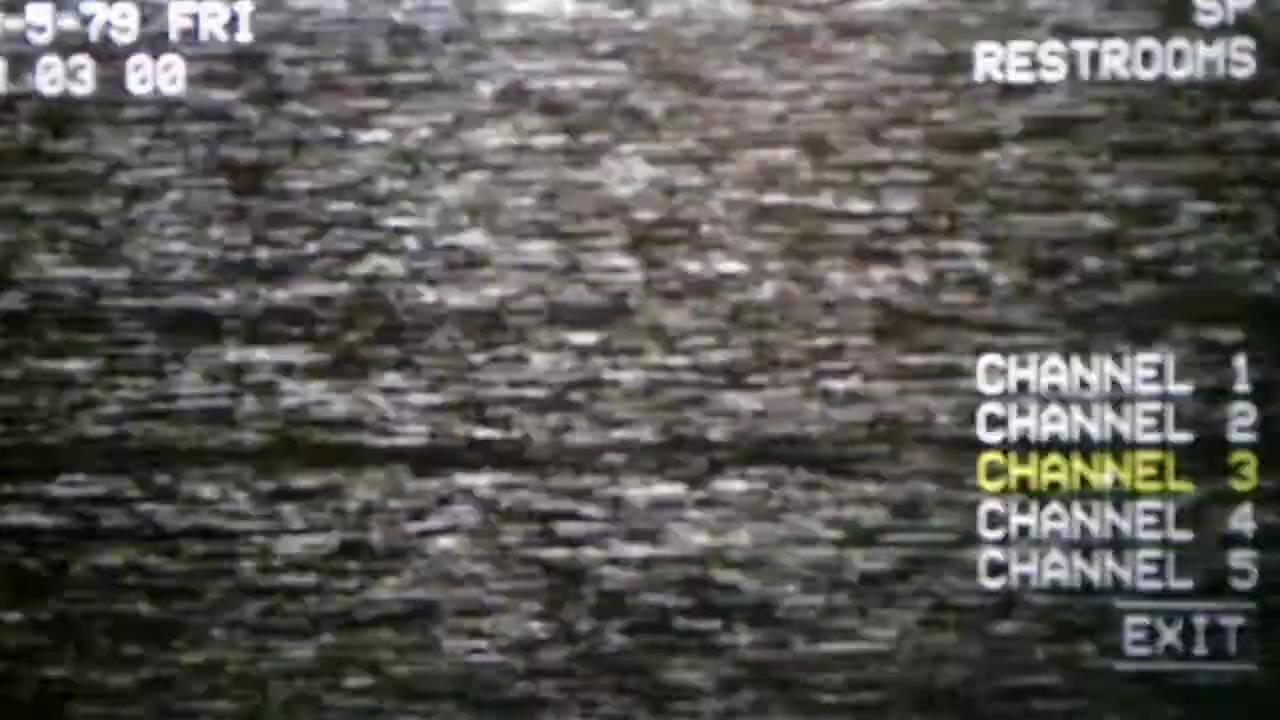 -5-79 FRI
03 00
SP
RESTROOMS
CHANNEL 1
CHANNEL 2
CHANNEL 3
CHANNEL 4
CHANNEL 5
EXIT